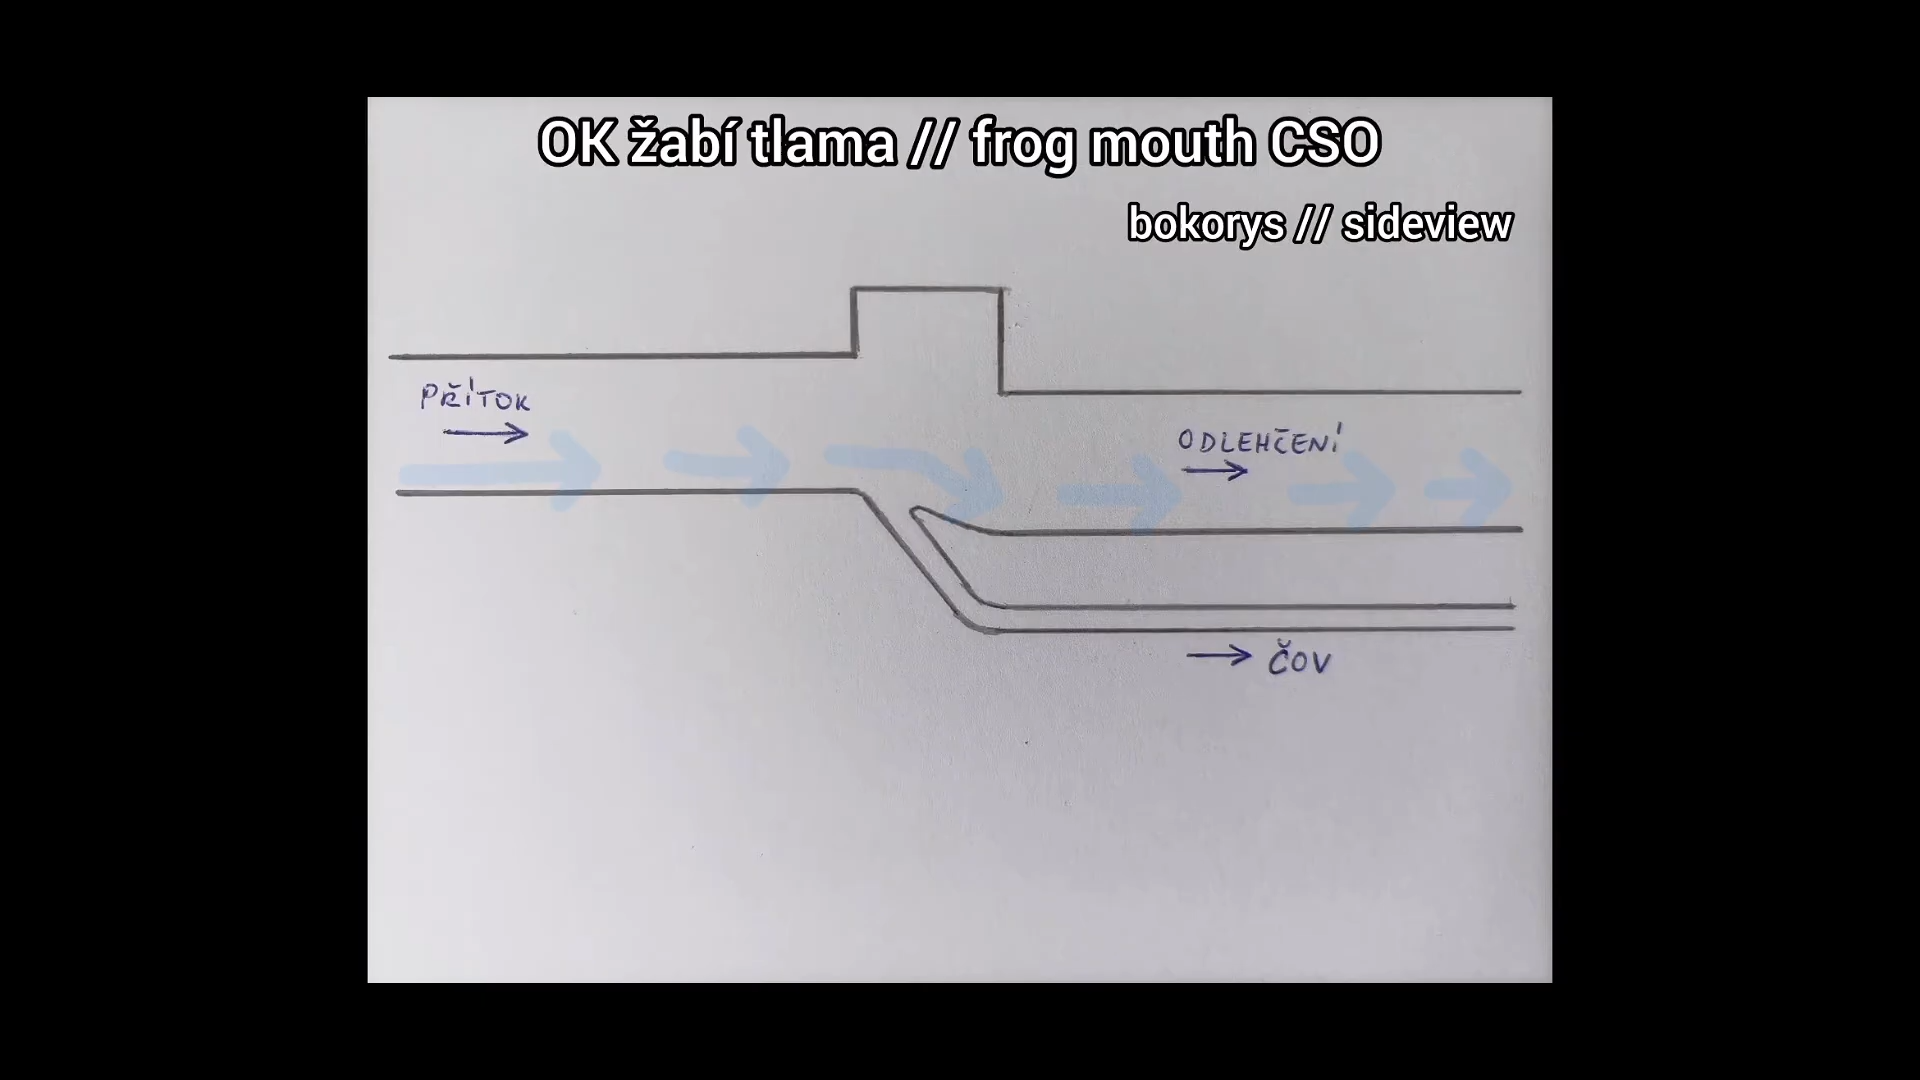 OK žabí tlama // frog mouth CSO
bokorys // sideview
PŘÍTOK
ODLEHČENÍ
ČOV